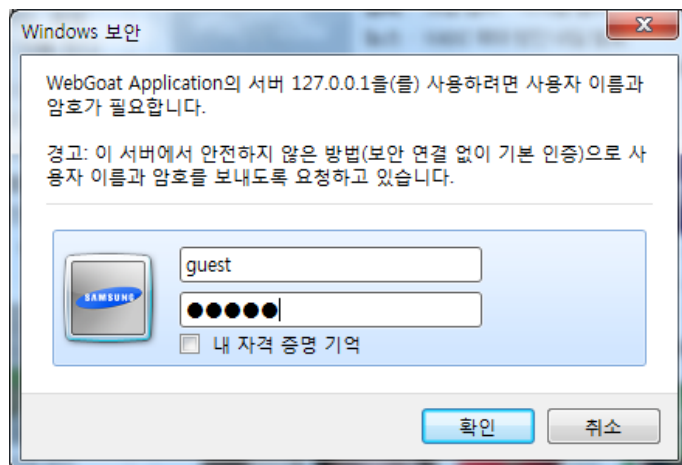 Windows 보안
WebGoat Application의 서버 127.0.0.1을(를) 사용하려면 사용자 이름과
암호가 필요합니다.
경고: 이 서버에서 안전하지 않은 방법(보안 연결 없이 기본 인증)으로 사
용자 이름과 암호를 보내도록 요청하고 있습니다.
SAMSUNG
guest
●●●●●
내 자격 증명 기억
확인
취소